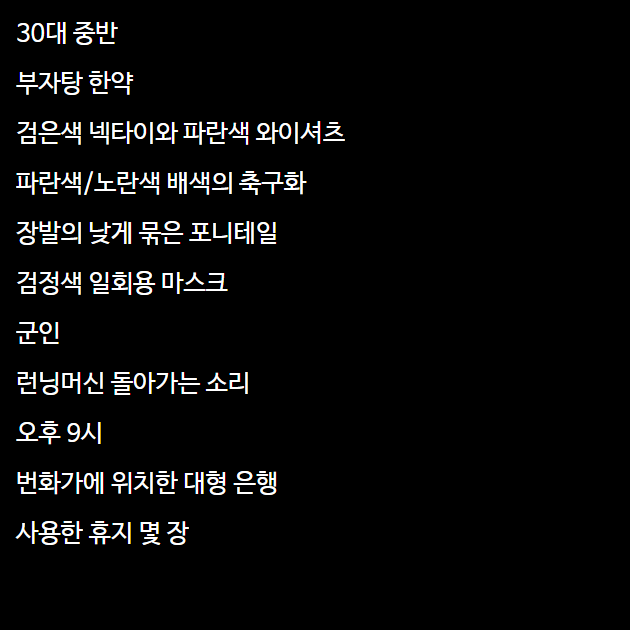 30대 중반
부자탕 한약
검은색 넥타이와 파란색 와이셔츠
파란색/노란색 배색의 축구화
장발의 낮게 묶은 포니테일
검정색 일회용 마스크
군인
런닝머신 돌아가는 소리
오후 9시
번화가에 위치한 대형 은행
사용한 휴지 몇 장